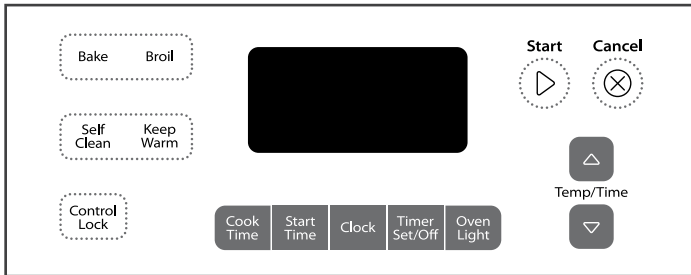 Bake Broil
Self Clean
Keep Warm
Control Lock
Start Cancel
Temp/Time
Cook Time
Start Time
Clock
Timer Set/Off
Oven Light